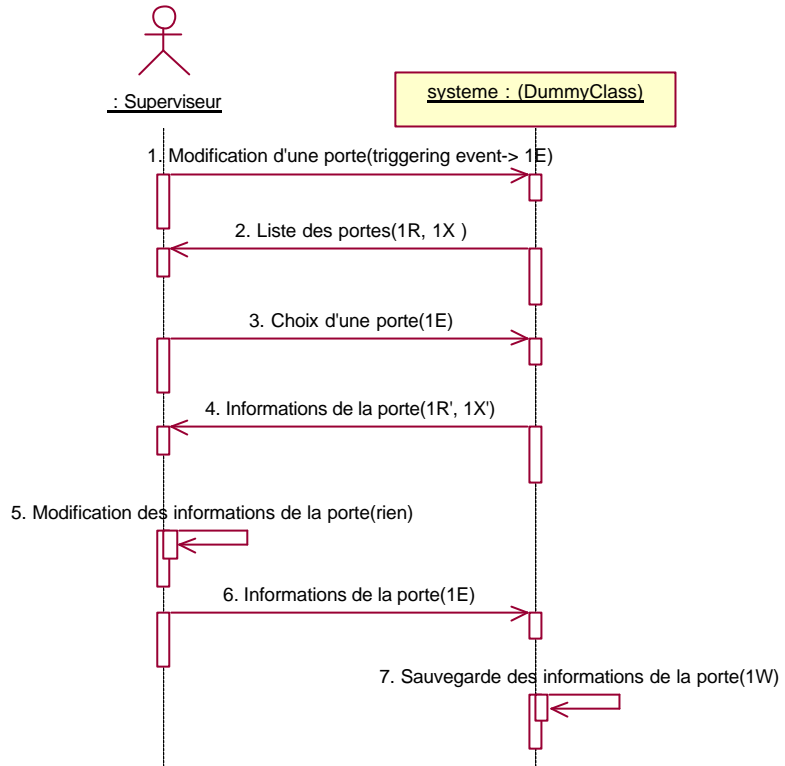 : Superviseur
systeme : (DummyClass)
1. Modification d'une porte(triggering event-> 1E)
2. Liste des portes(1R, 1X )
3. Choix d'une porte(1E)
4. Informations de la porte(1R', 1X')
5. Modification des informations de la porte(rien)
6. Informations de la porte(1E)
7. Sauvegarde des informations de la porte(1W)